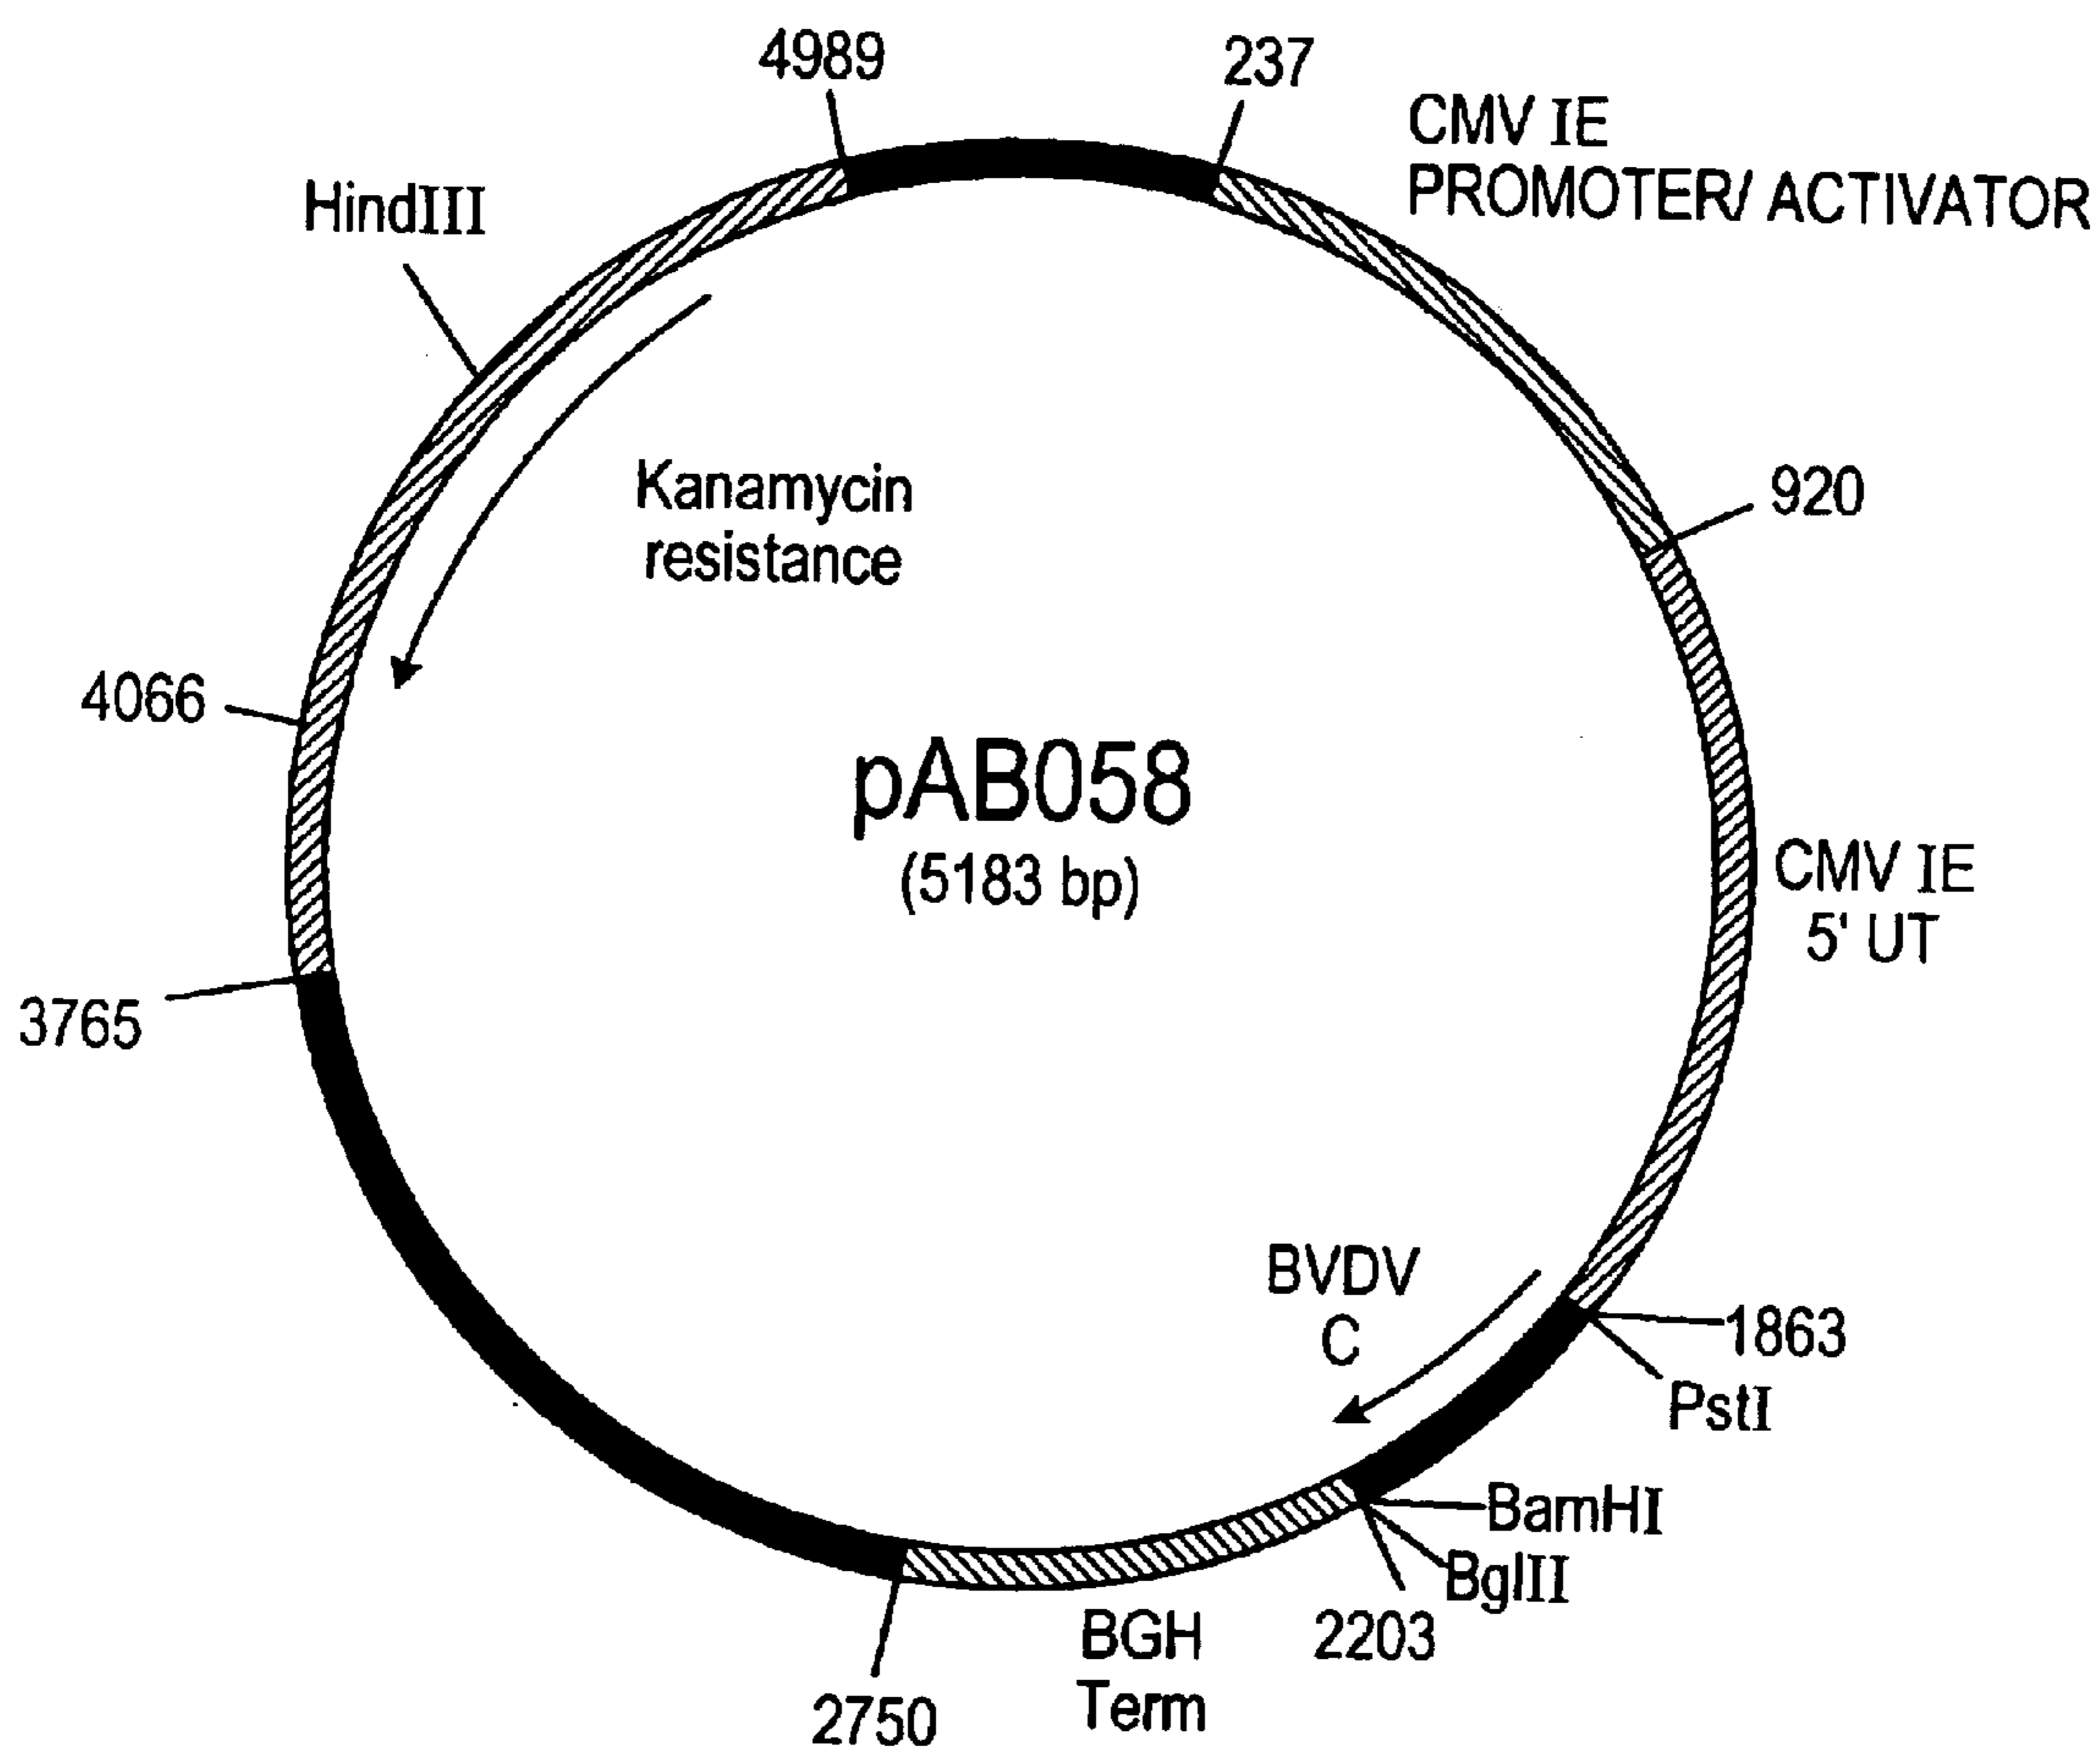 4989
237
CMV IE
PROMOTER/ ACTIVATOR
HindIII
920
Kanamycin
resistance
4066
pAB058
(5183 bp)
CMV IE
5' UT
3765
BVDV
C
1863
PstI
BamHI
BglII
2203
BGH
Term
2750